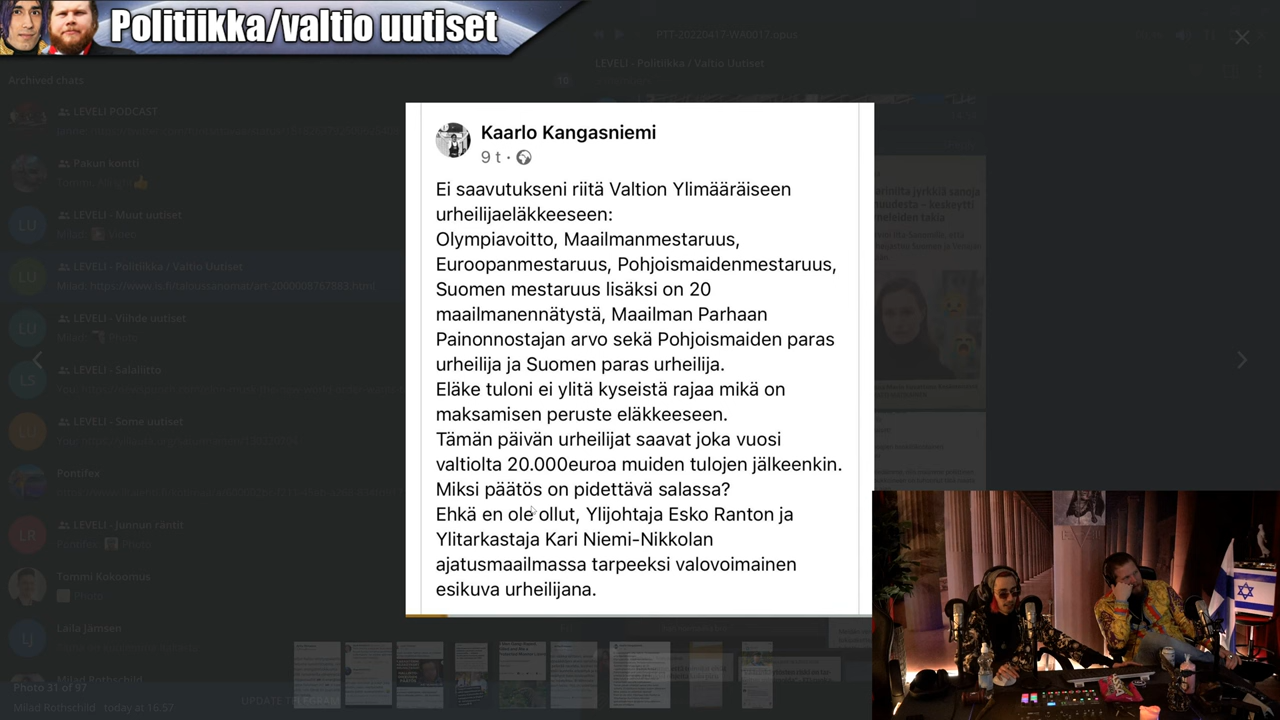 Politiikka/valtio uutiset
PTT-20220417/WA0017.opus
LEVELI - Politiikka / Valtio Uutiset
Archived chats
LEVELI PODCAST
Pakun kontti
LEVELI - Muut uutiset
LEVELI - Politiikka / Valtio Uutiset
LEVELI - Viihde uutiset
LEVELI - Salaliitto
LEVELI - Some uutiset
Pontifex
LEVELI - Junnun räntit
Tommi Kokoomus
Photo
Laila Jämsen
Kaarlo Kangasniemi
9 t ·
Ei saavutukseni riitä Valtion Ylimääräiseen
urheilijaeläkkeeseen:
Olympiavoitto, Maailmanmestaruus,
Euroopanmestaruus, Pohjoismaidenmestaruus,
Suomen mestaruus lisäksi on 20
maailmanennätystä, Maailman Parhaan
Painonnostajan arvo sekä Pohjoismaiden paras
urheilija ja Suomen paras urheilija.
Eläke tuloni ei ylitä kyseistä rajaa mikä on
maksamisen peruste eläkkeeseen.
Tämän päivän urheilijat saavat joka vuosi
valtiolta 20.000euroa muiden tulojen jälkeenkin.
Miksi päätös on pidettävä salassa?
Ehkä en ole ollut, Ylijohtaja Esko Ranton ja
Ylitarkastaja Kari Niemi-Nikkolan
ajatusmaailmassa tarpeeksi valovoimainen
esikuva urheilijana.
Photo 31 of 97
Milad Rothschild today at 16.57